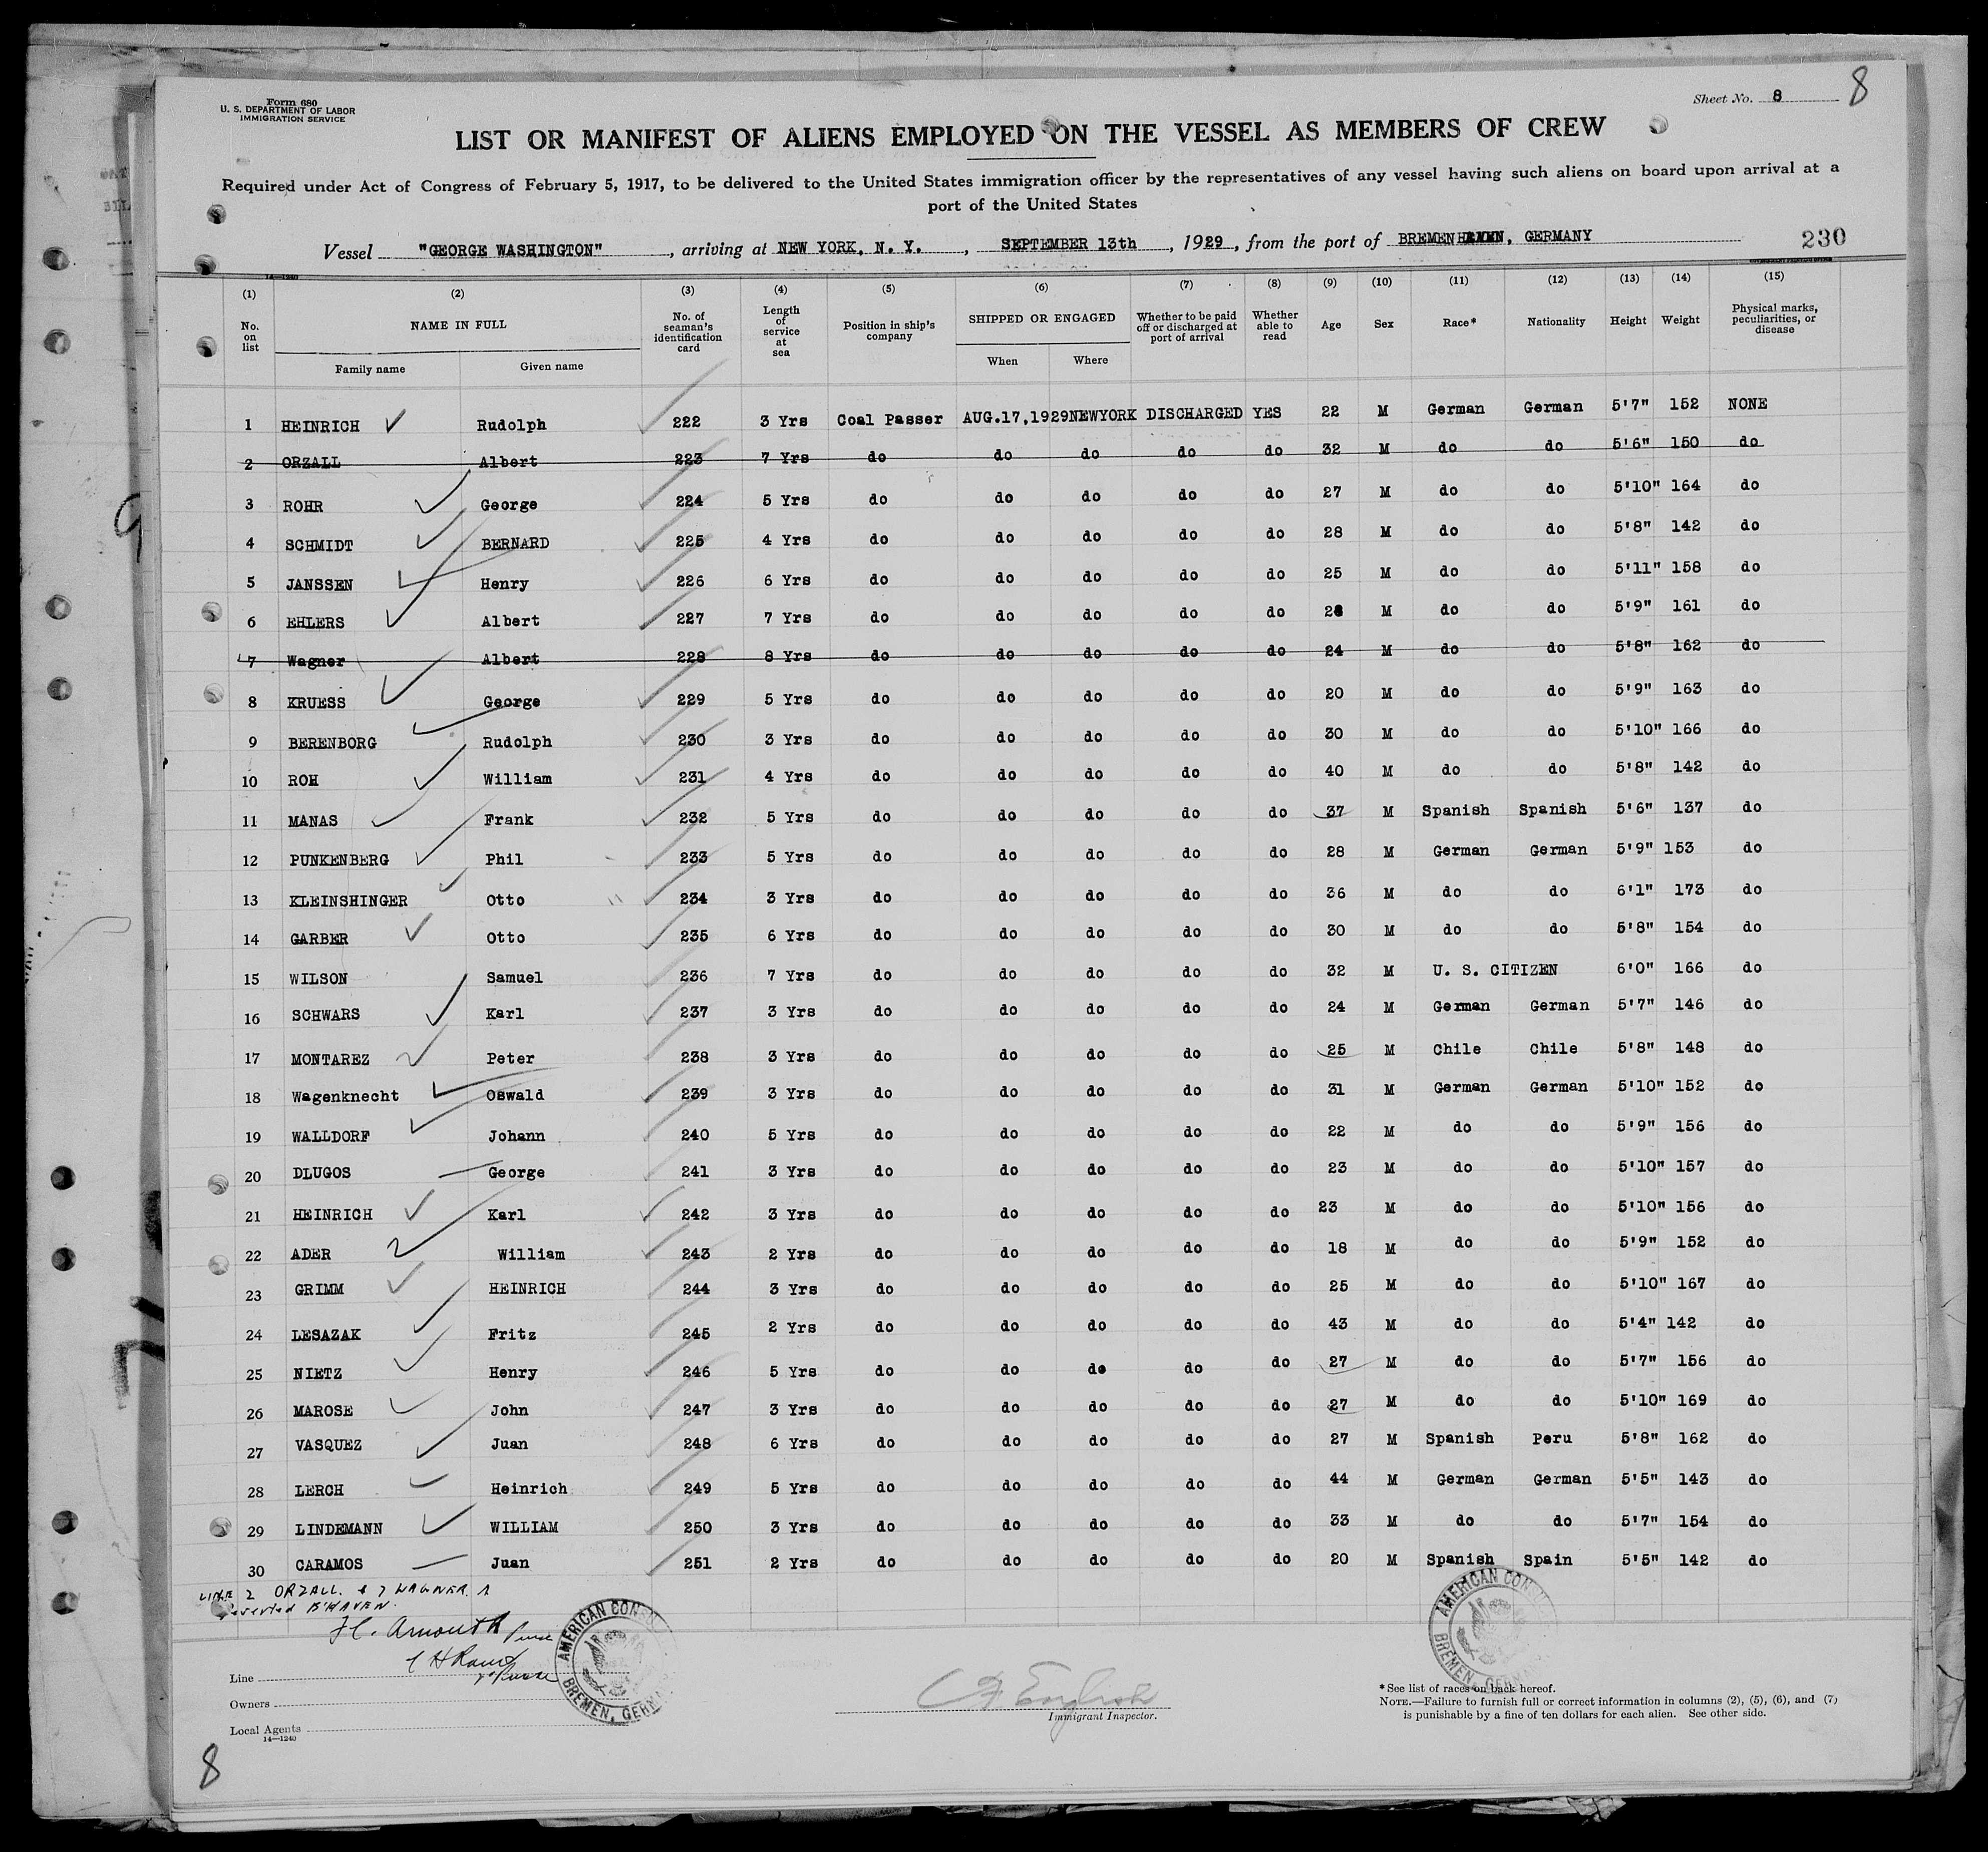 Form 680
U. S. DEPARTMENT OF LABOR
IMMIGRATION SERVICE
Sheet No. 8
8
LIST OR MANIFEST OF ALIENS EMPLOYED ON THE VESSEL AS MEMBERS OF CREW
Required under Act of Congress of February 5, 1917, to be delivered to the United States immigration officer by the representatives of any vessel having such aliens on board upon arrival at a
port of the United States
Vessel "GEORGE WASHINGTON", arriving at NEW YORK, N. Y., SEPTEMBER 13th, 1929, from the port of BREMENHAVEN, GERMANY
230
14—1240
(1) (2) (3) (4) (5) (6) (7) (8) (9) (10) (11) (12) (13) (14) (15)
No. on list NAME IN FULL No. of seaman's identification card Length of service at sea Position in ship's company SHIPPED OR ENGAGED Whether to be paid off or discharged at port of arrival Whether able to read Age Sex Race* Nationality Height Weight Physical marks, peculiarities, or disease
Family name Given name When Where
1 HEINRICH Rudolph 222 3 Yrs Coal Passer AUG.17,1929 NEWYORK DISCHARGED YES 22 M German German 5'7" 152 NONE
2 ORZALL Albert 223 7 Yrs do do do do do 32 M do do 5'6" 150 do
3 ROHR George 224 5 Yrs do do do do do 27 M do do 5'10" 164 do
4 SCHMIDT BERNARD 225 4 Yrs do do do do do 28 M do do 5'8" 142 do
5 JANSSEN Henry 226 6 Yrs do do do do do 25 M do do 5'11" 158 do
6 EHLERS Albert 227 7 Yrs do do do do do 28 M do do 5'9" 161 do
7 Wagner Albert 228 8 Yrs do do do do do 24 M do do 5'8" 162 do
8 KRUESS George 229 5 Yrs do do do do do 20 M do do 5'9" 163 do
9 BERENBORG Rudolph 230 3 Yrs do do do do do 30 M do do 5'10" 166 do
10 ROH William 231 4 Yrs do do do do do 40 M do do 5'8" 142 do
11 MANAS Frank 232 5 Yrs do do do do do 37 M Spanish Spanish 5'6" 137 do
12 PUNKENBERG Phil 233 5 Yrs do do do do do 28 M German German 5'9" 153 do
13 KLEINSHINGER Otto 234 3 Yrs do do do do do 36 M do do 6'1" 173 do
14 GARBER Otto 235 6 Yrs do do do do do 30 M do do 5'8" 154 do
15 WILSON Samuel 236 7 Yrs do do do do do 32 M U. S. CITIZEN 6'0" 166 do
16 SCHWARS Karl 237 3 Yrs do do do do do 24 M German German 5'7" 146 do
17 MONTAREZ Peter 238 3 Yrs do do do do do 25 M Chile Chile 5'8" 148 do
18 Wagenknecht Oswald 239 3 Yrs do do do do do 31 M German German 5'10" 152 do
19 WALLDORF Johann 240 5 Yrs do do do do do 22 M do do 5'9" 156 do
20 DLUGOS George 241 3 Yrs do do do do do 23 M do do 5'10" 157 do
21 HEINRICH Karl 242 3 Yrs do do do do do 23 M do do 5'10" 156 do
22 ADER William 243 2 Yrs do do do do do 18 M do do 5'9" 152 do
23 GRIMM HEINRICH 244 3 Yrs do do do do do 25 M do do 5'10" 167 do
24 LESAZAK Fritz 245 2 Yrs do do do do do 43 M do do 5'4" 142 do
25 NIETZ Henry 246 5 Yrs do do do do do 27 M do do 5'7" 156 do
26 MAROSE John 247 3 Yrs do do do do do 27 M do do 5'10" 169 do
27 VASQUEZ Juan 248 6 Yrs do do do do do 27 M Spanish Peru 5'8" 162 do
28 LERCH Heinrich 249 5 Yrs do do do do do 44 M German German 5'5" 143 do
29 LINDEMANN WILLIAM 250 3 Yrs do do do do do 33 M do do 5'7" 154 do
30 CARAMOS Juan 251 2 Yrs do do do do do 20 M Spanish Spain 5'5" 142 do
LINE 2 ORZALL. & 7 WAGNER.
Deserted B'HAVEN.
AMERICAN CONSU
BREMEN, GERMA
AMERICAN CONSU
BREMEN, GERMA
Line
Owners
Local Agents
14—1240
English
Immigrant Inspector.
*See list of races on back hereof.
NOTE.—Failure to furnish full or correct information in columns (2), (5), (6), and (7)
is punishable by a fine of ten dollars for each alien. See other side.
8